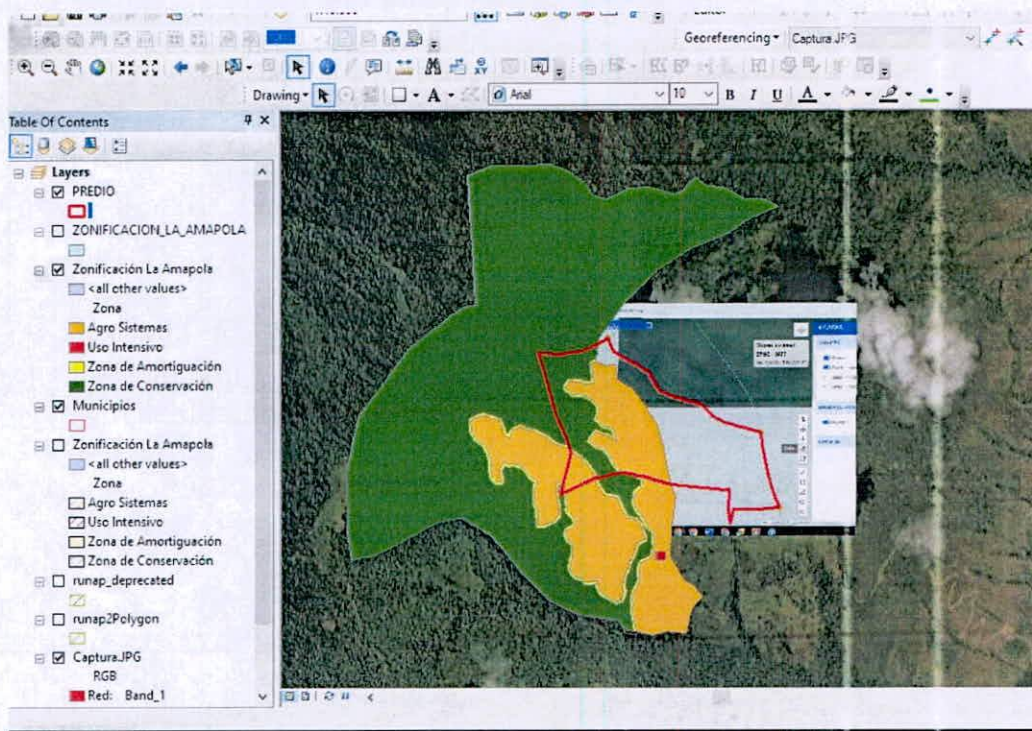 Georeferencing Captura.JPG
Drawing A Arial 10 B I U A
Table Of Contents
Layers
PREDIO
ZONIFICACION_LA_AMAPOLA
Zonificación La Amapola
<all other values>
Zona
Agro Sistemas
Uso Intensivo
Zona de Amortiguación
Zona de Conservación
Municipios
Zonificación La Amapola
<all other values>
Zona
Agro Sistemas
Uso Intensivo
Zona de Amortiguación
Zona de Conservación
runap_deprecated
runap2Polygon
Captura.JPG
RGB
Red: Band_1